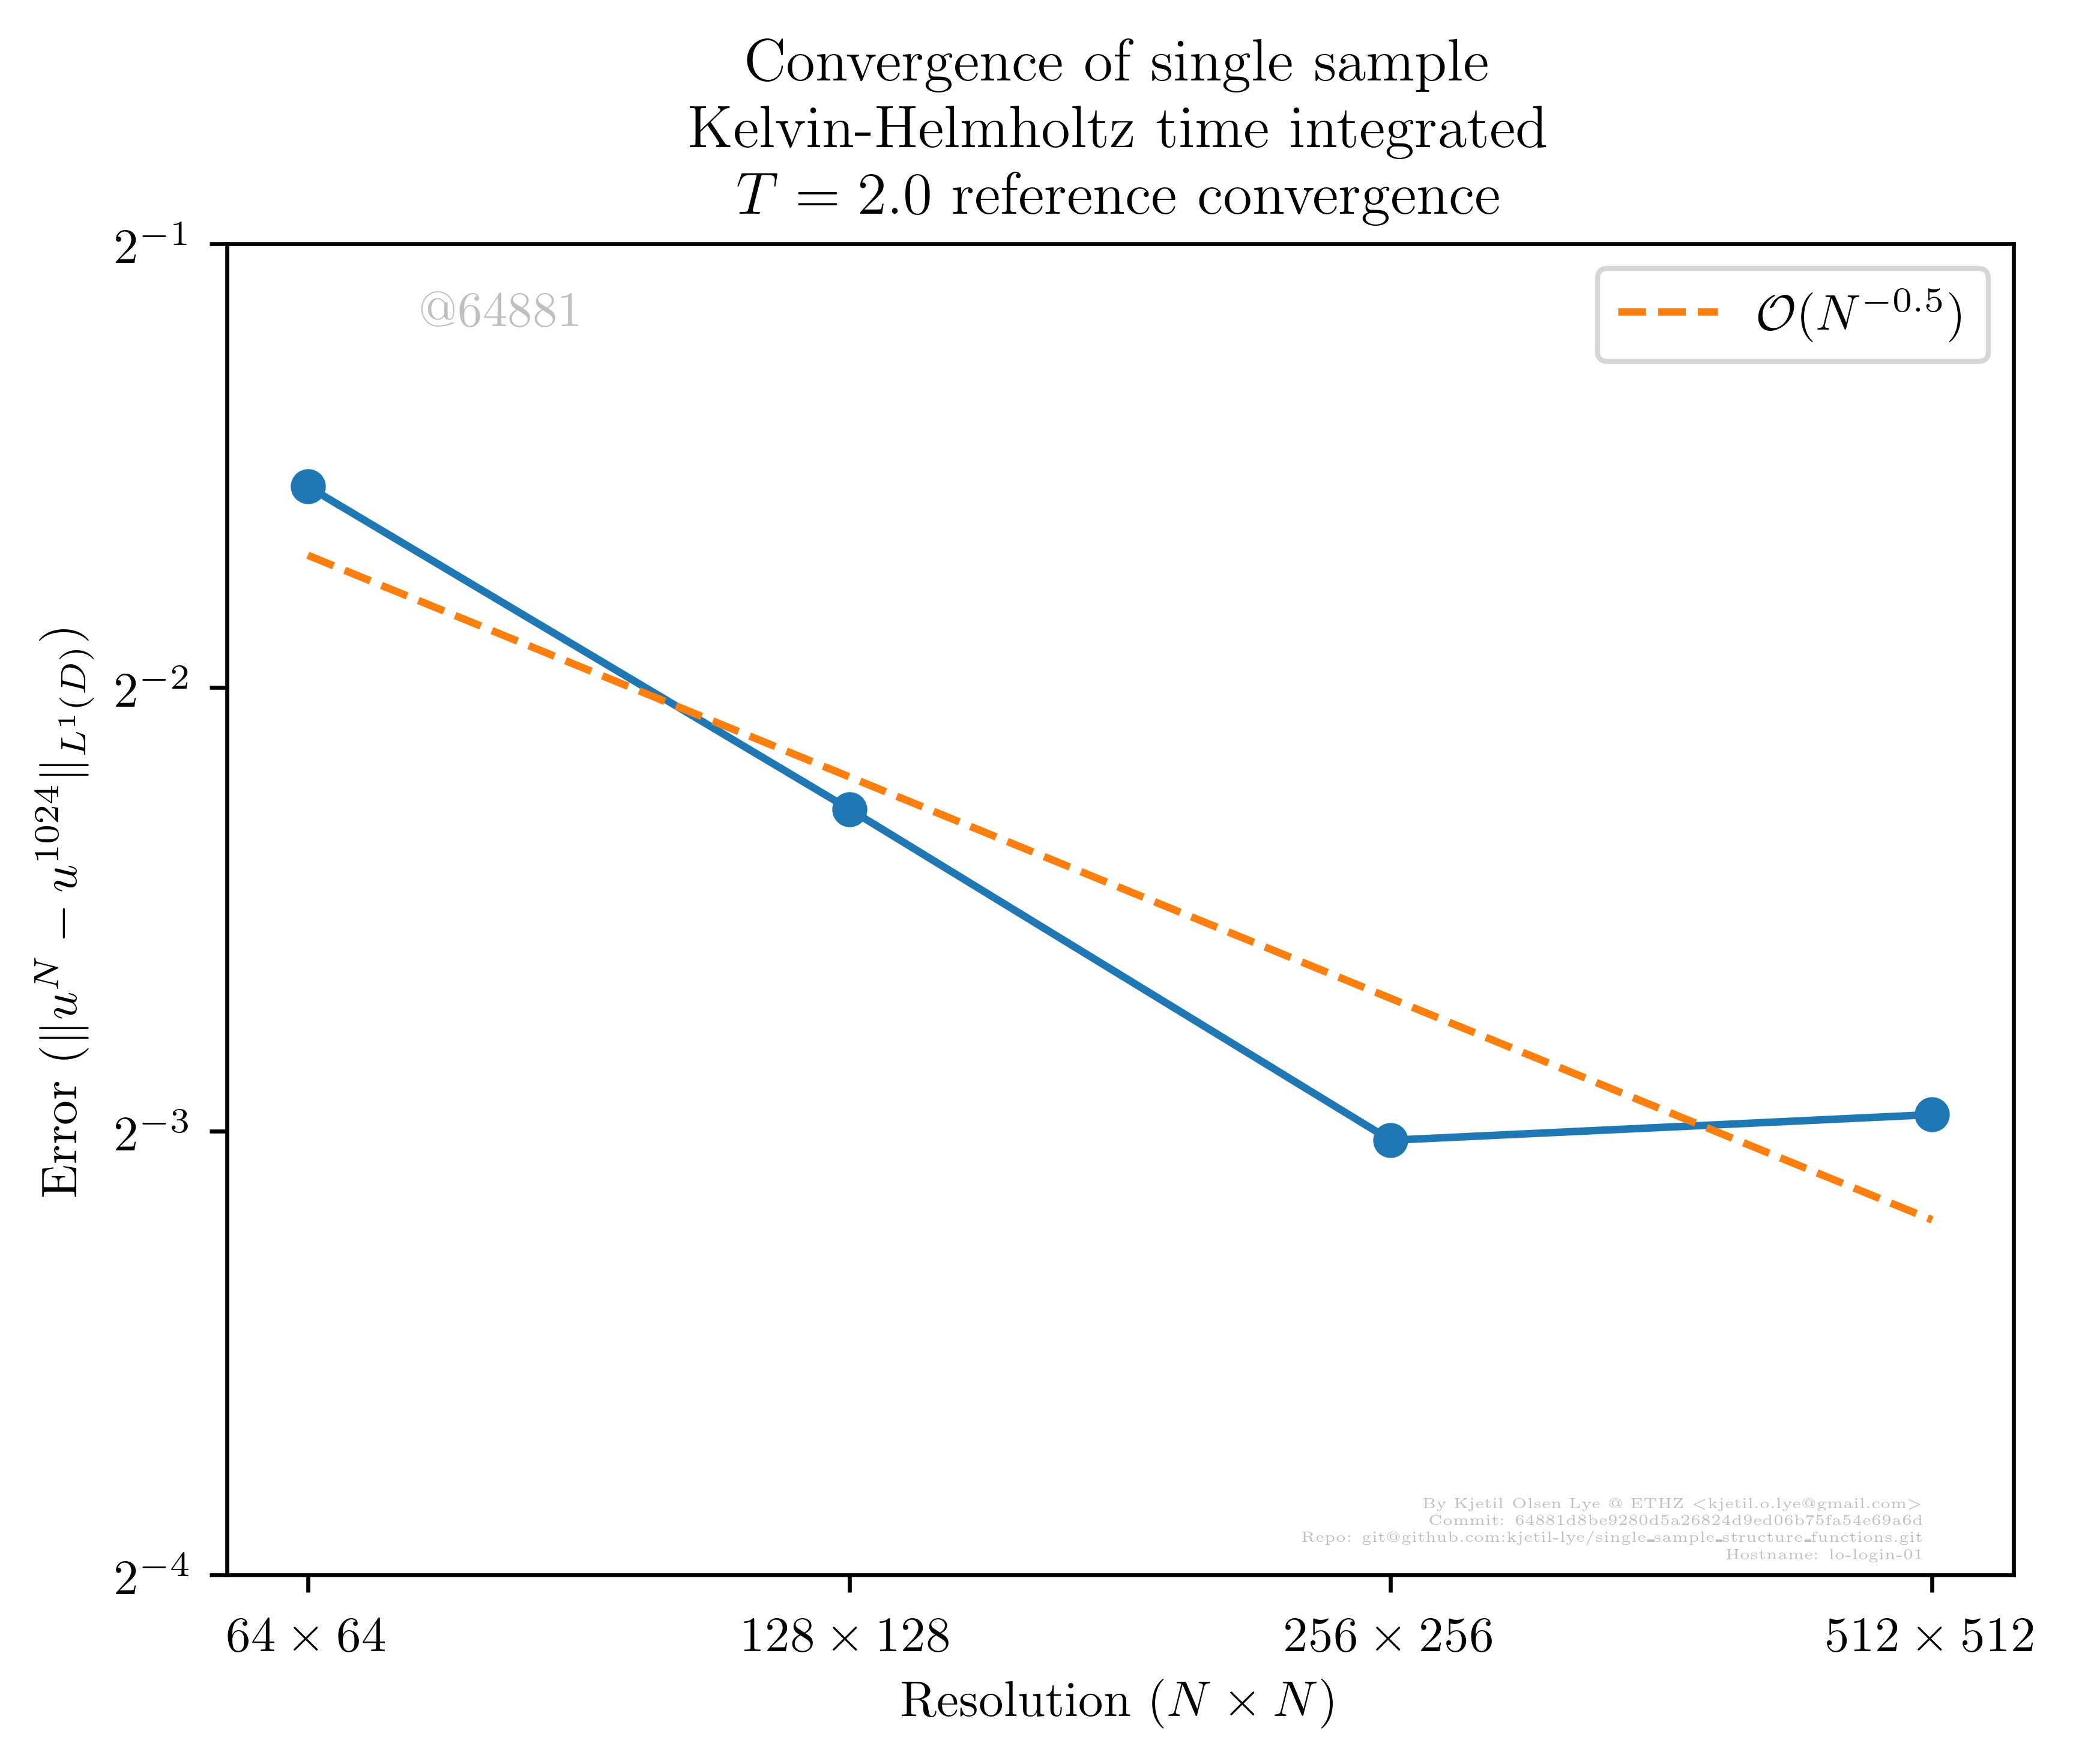 Convergence of single sample
Kelvin-Helmholtz time integrated
T = 2.0 reference convergence
2^{-1}
@64881
O(N^{-0.5})
2^{-2}
Error (||u^N − u^{1024}||_{L^1(D)})
2^{-3}
By Kjetil Olsen Lye @ ETHZ <kjetil.o.lye@gmail.com>
Commit: 64881d8be9280d5a26824d9ed06b75fa54e69a6d
Repo: git@github.com:kjetil-lye/single_sample_structure_functions.git
Hostname: lo-login-01
2^{-4}
64 × 64 128 × 128 256 × 256 512 × 512
Resolution (N × N)